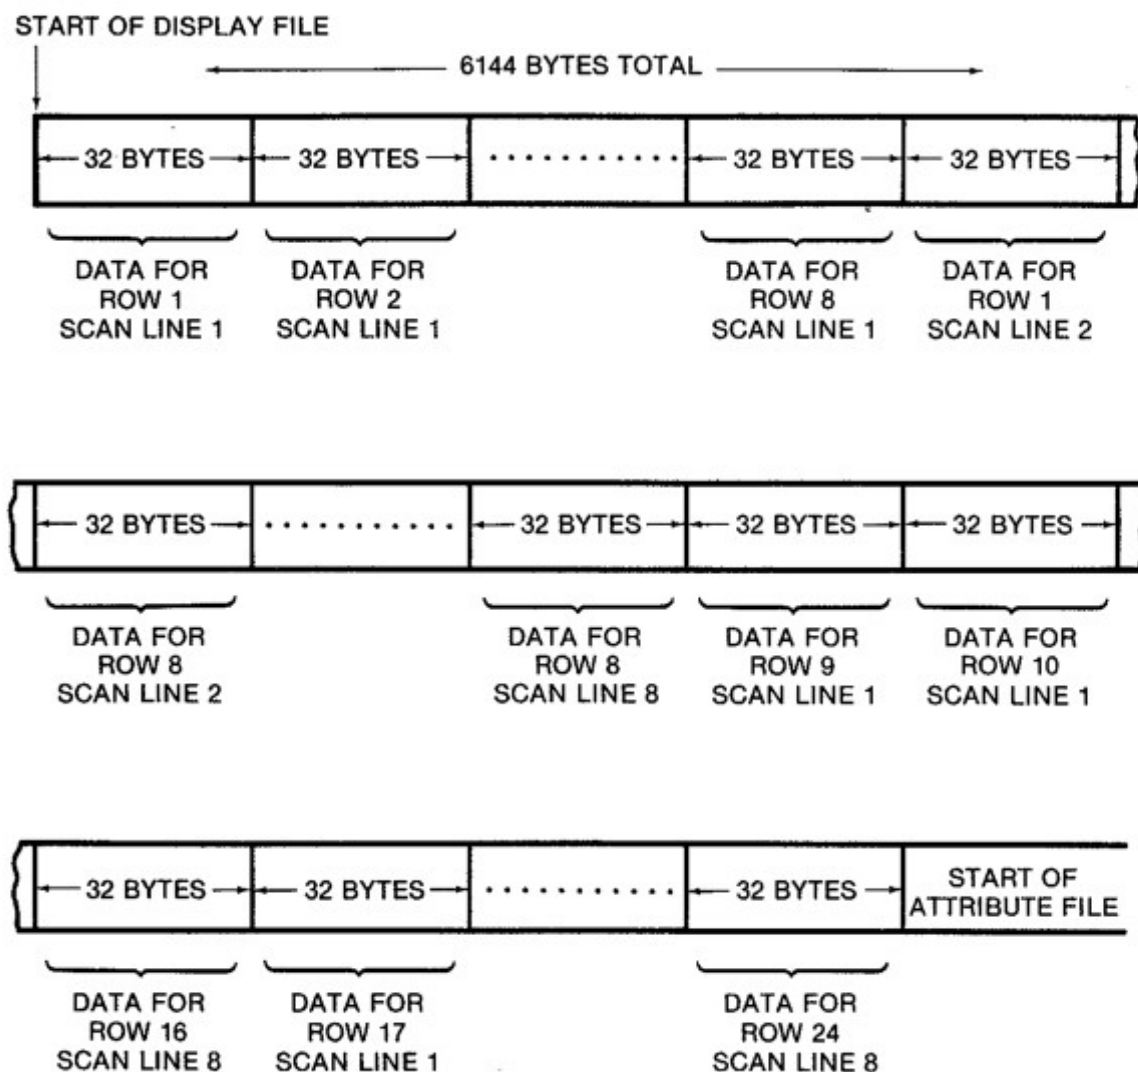 START OF DISPLAY FILE
6144 BYTES TOTAL
32 BYTES
32 BYTES
32 BYTES
32 BYTES
DATA FOR
ROW 1
SCAN LINE 1
DATA FOR
ROW 2
SCAN LINE 1
DATA FOR
ROW 8
SCAN LINE 1
DATA FOR
ROW 1
SCAN LINE 2
32 BYTES
32 BYTES
32 BYTES
32 BYTES
DATA FOR
ROW 8
SCAN LINE 2
DATA FOR
ROW 8
SCAN LINE 8
DATA FOR
ROW 9
SCAN LINE 1
DATA FOR
ROW 10
SCAN LINE 1
32 BYTES
32 BYTES
32 BYTES
START OF
ATTRIBUTE FILE
DATA FOR
ROW 16
SCAN LINE 8
DATA FOR
ROW 17
SCAN LINE 1
DATA FOR
ROW 24
SCAN LINE 8